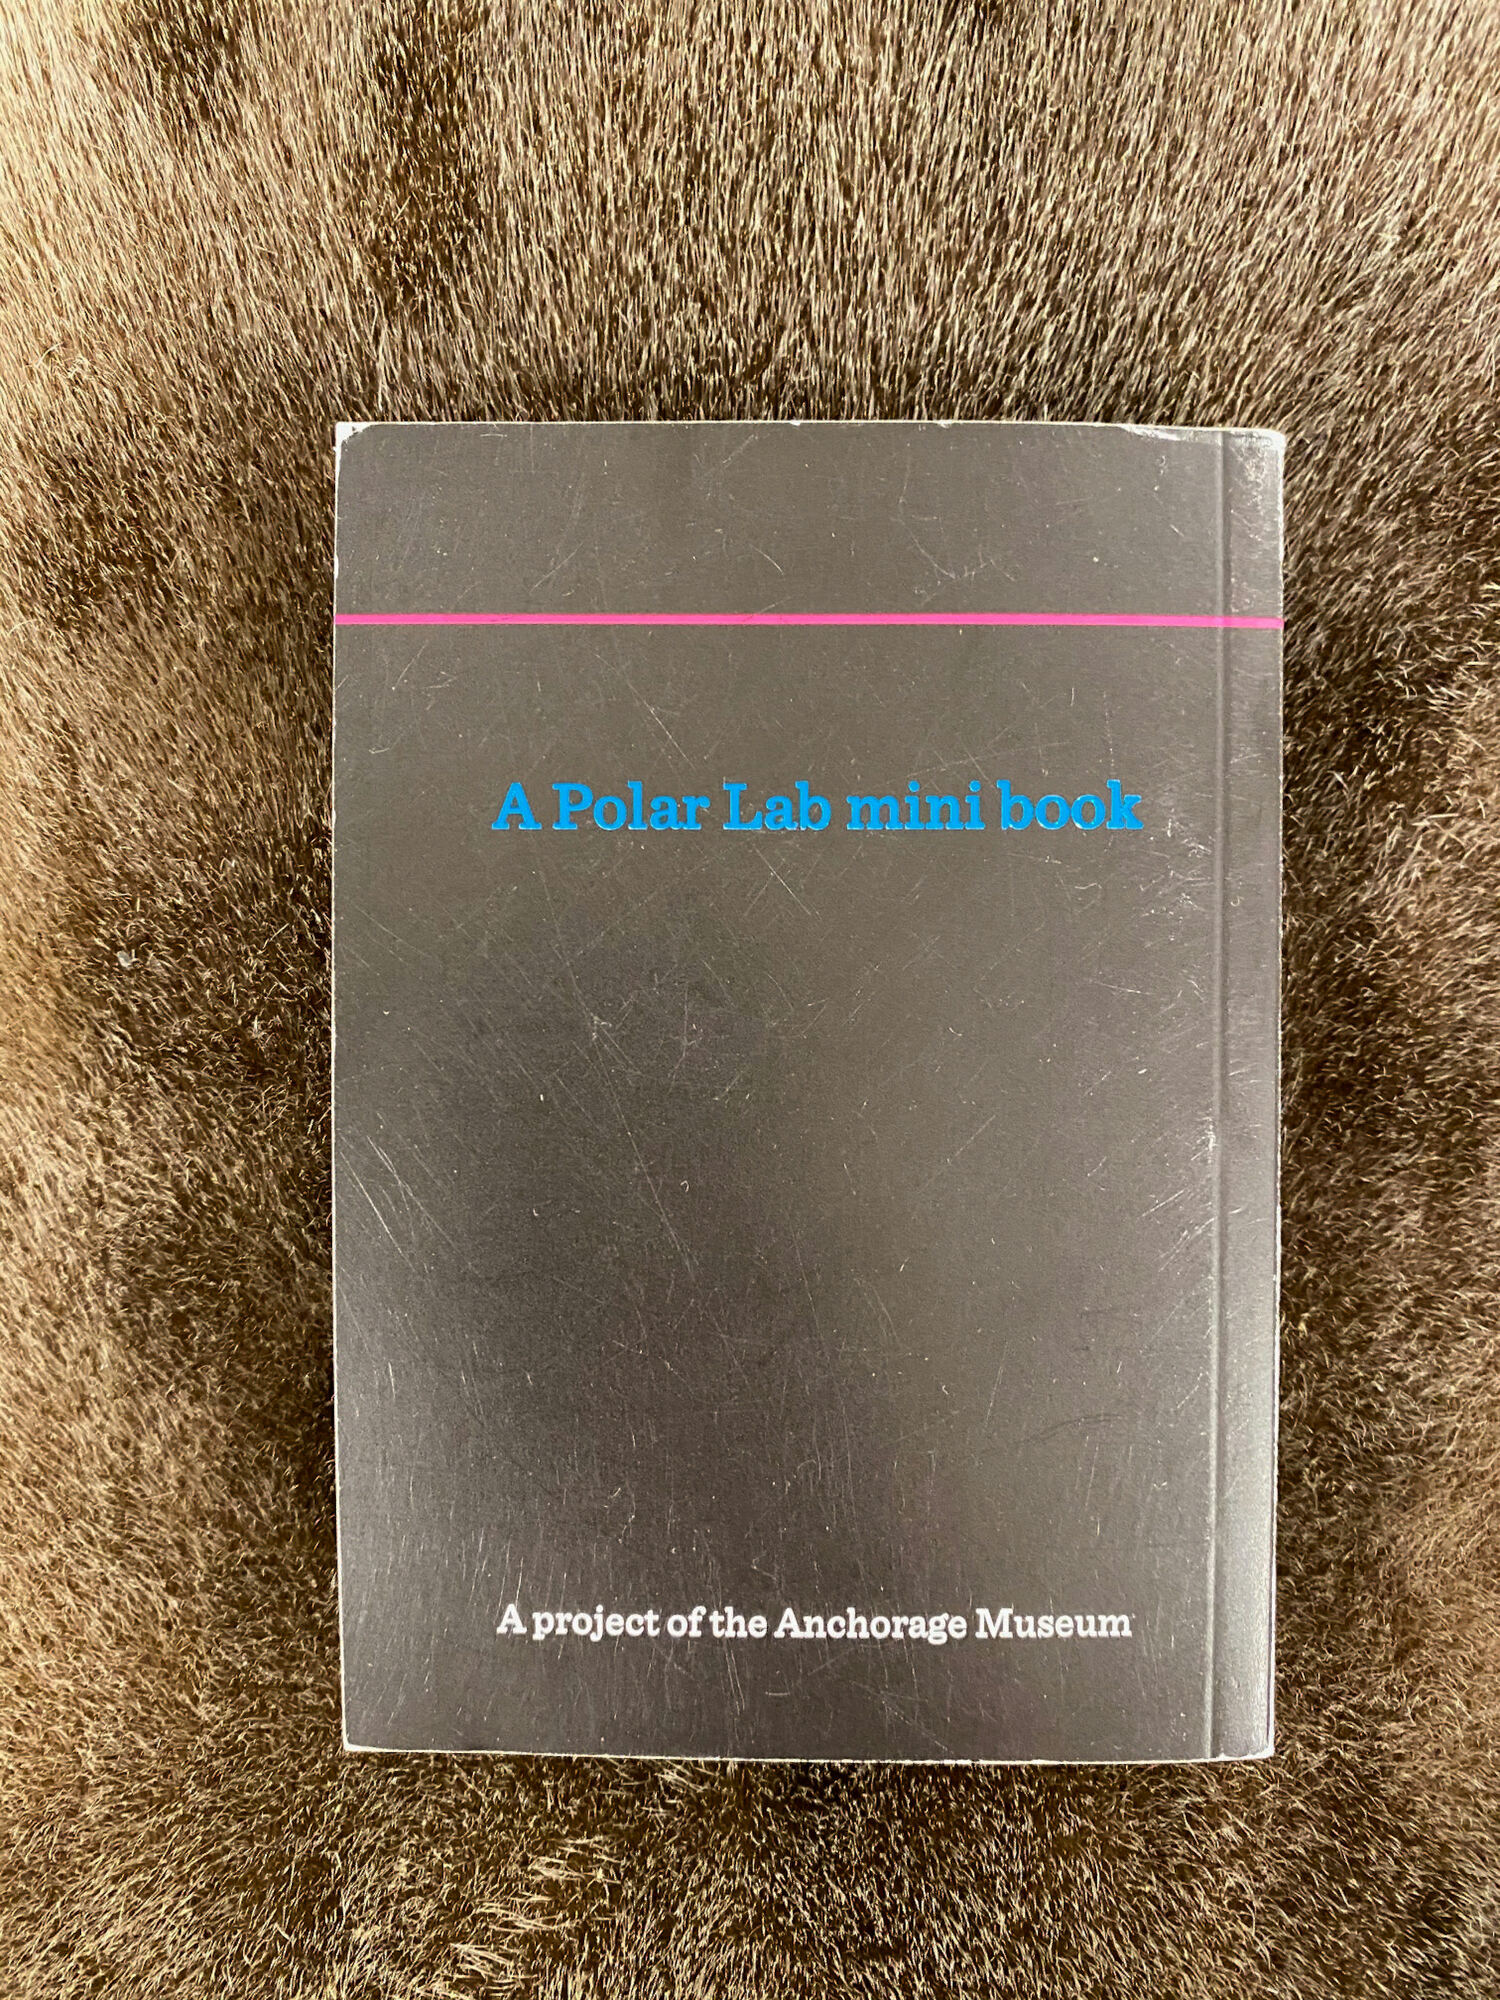 A Polar Lab mini book
A project of the Anchorage Museum